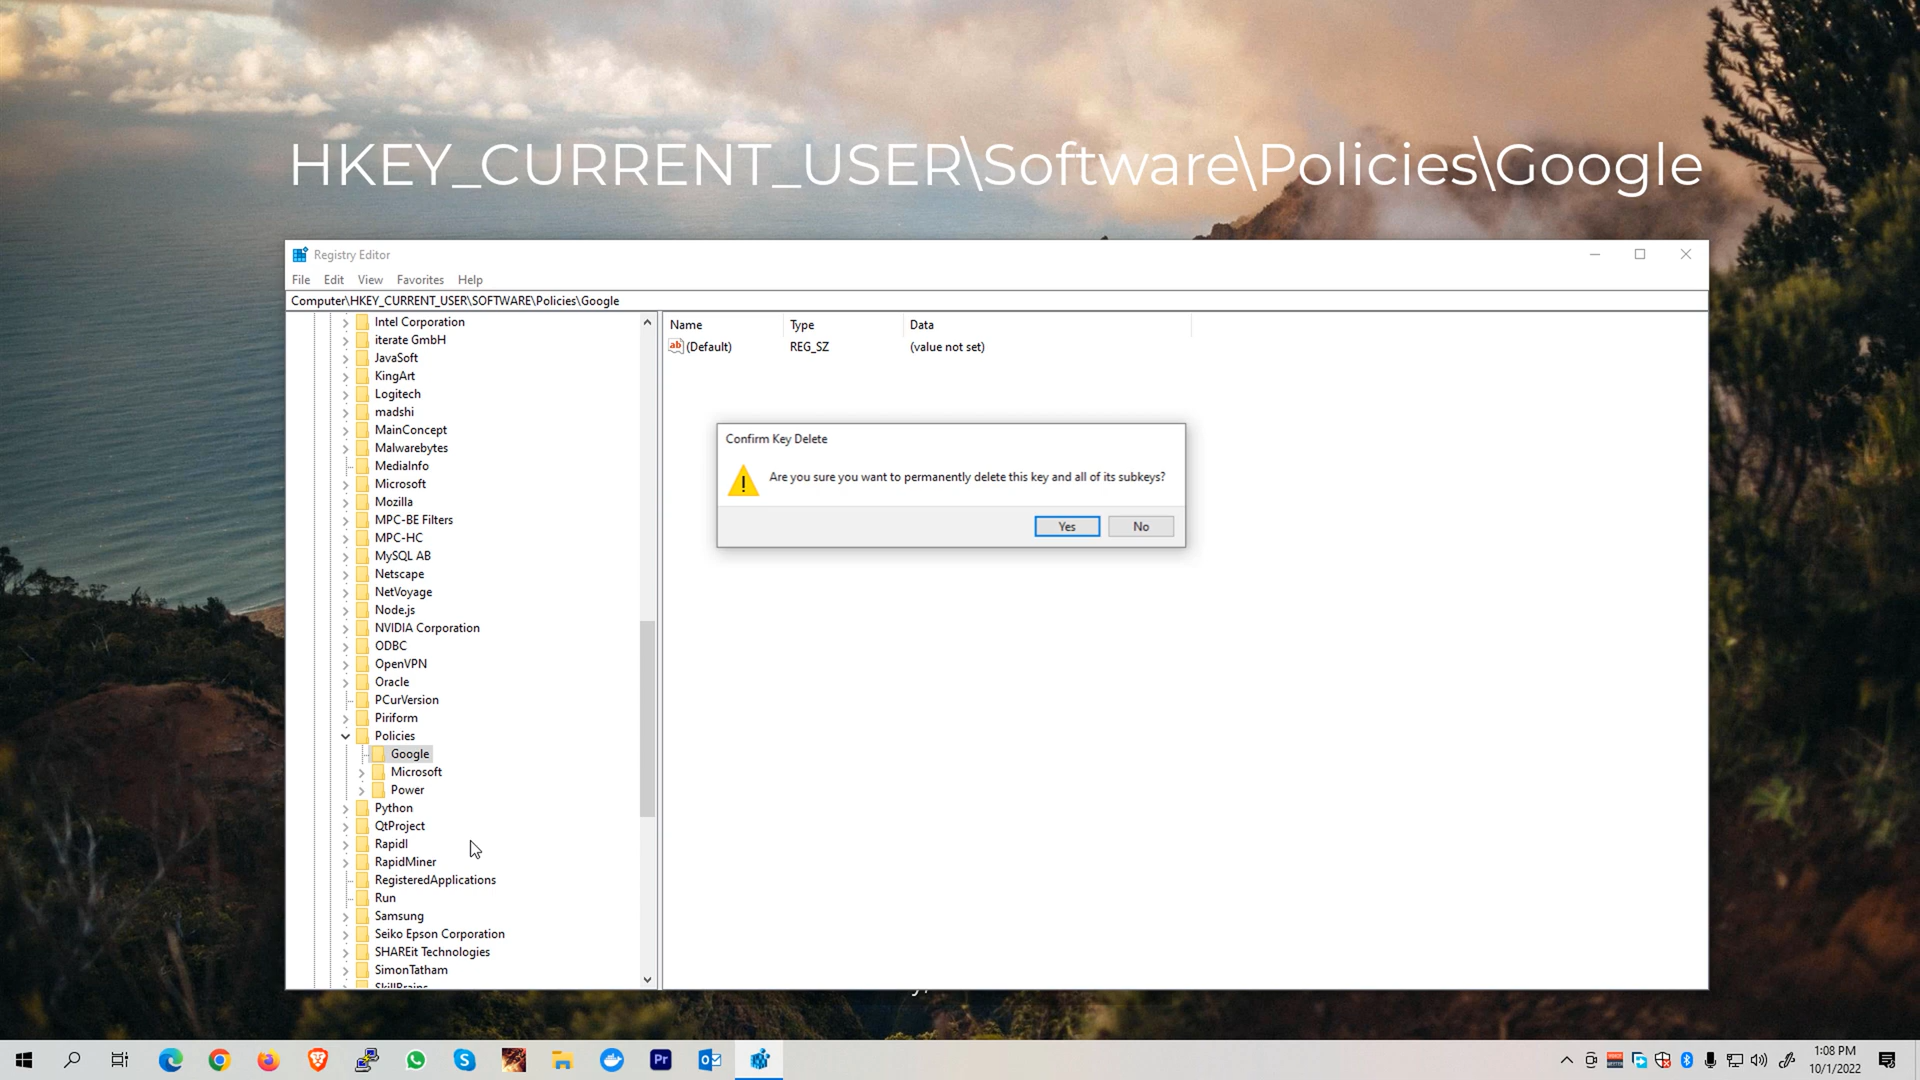 HKEY_CURRENT_USER\Software\Policies\Google
Registry Editor
File Edit View Favorites Help
Computer\HKEY_CURRENT_USER\SOFTWARE\Policies\Google
Intel Corporation
iterate GmbH
JavaSoft
KingArt
Logitech
madshi
MainConcept
Malwarebytes
MediaInfo
Microsoft
Mozilla
MPC-BE Filters
MPC-HC
MySQL AB
Netscape
NetVoyage
Node.js
NVIDIA Corporation
ODBC
OpenVPN
Oracle
PCurVersion
Piriform
Policies
Google
Microsoft
Power
Python
QtProject
Rapidl
RapidMiner
RegisteredApplications
Run
Samsung
Seiko Epson Corporation
SHAREit Technologies
SimonTatham
SkillBrains
Name Type Data
(Default) REG_SZ (value not set)
Confirm Key Delete
Are you sure you want to permanently delete this key and all of its subkeys?
Yes No
Pr
1:08 PM
10/1/2022